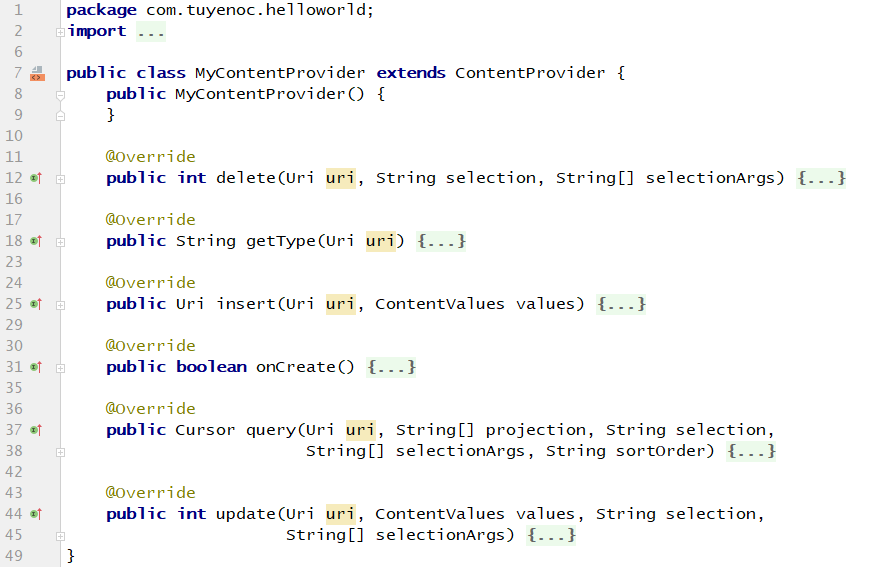 1 package com.tuyenoc.helloworld;
2 import ...
6
7 public class MyContentProvider extends ContentProvider {
8     public MyContentProvider() {
9     }
10
11     @Override
12     public int delete(Uri uri, String selection, String[] selectionArgs) {...}
16
17     @Override
18     public String getType(Uri uri) {...}
23
24     @Override
25     public Uri insert(Uri uri, ContentValues values) {...}
29
30     @Override
31     public boolean onCreate() {...}
35
36     @Override
37     public Cursor query(Uri uri, String[] projection, String selection,
38                         String[] selectionArgs, String sortOrder) {...}
42
43     @Override
44     public int update(Uri uri, ContentValues values, String selection,
45                       String[] selectionArgs) {...}
49 }